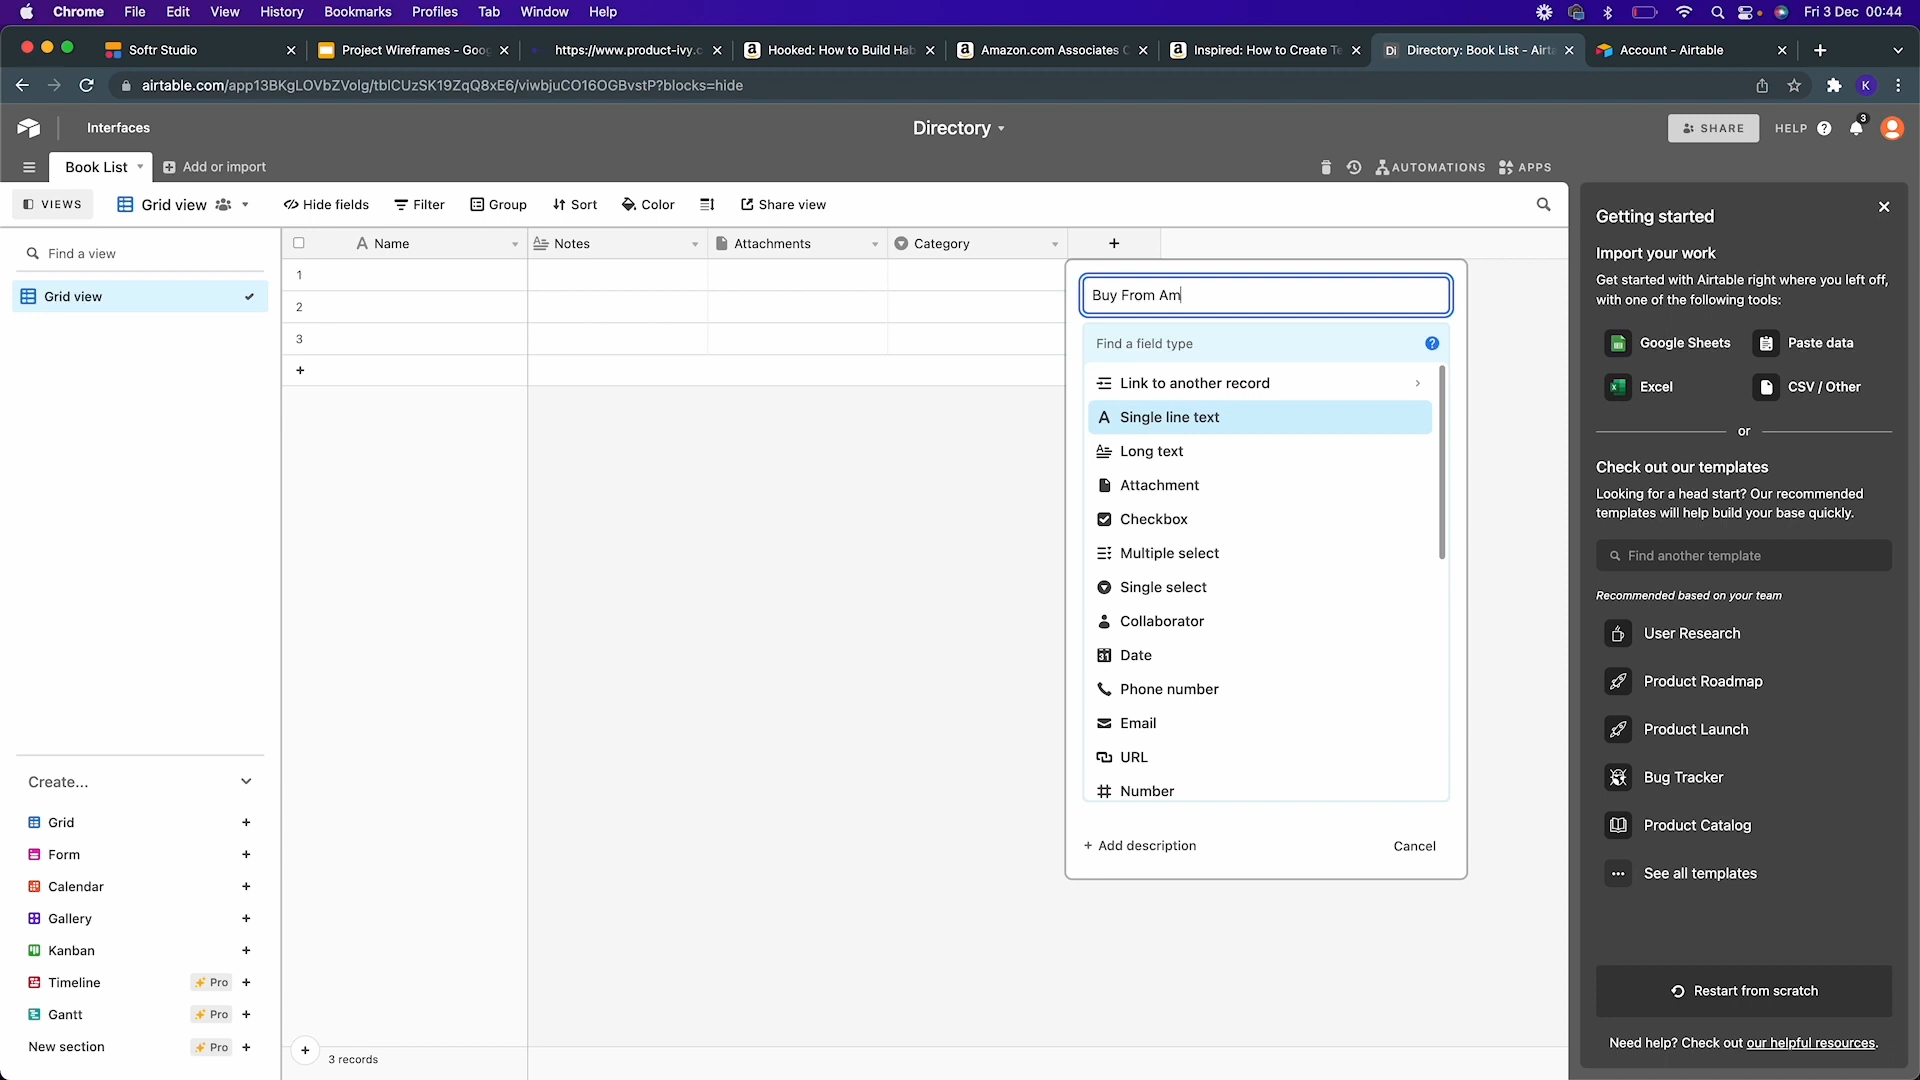 Chrome File Edit View History Bookmarks Profiles Tab Window Help Fri 3 Dec 00:44
Softr Studio Project Wireframes - Goog https://www.product-ivy.c Hooked: How to Build Hab Amazon.com Associates C Inspired: How to Create Te Di Directory: Book List - Airta Account - Airtable
airtable.com/app13BKgLOVbZVolg/tblCUzSK19ZqQ8xE6/viwbjuCO16OGBvstP?blocks=hide K
Interfaces Directory SHARE HELP ? 3
Book List Add or import AUTOMATIONS APPS
VIEWS Grid view Hide fields Filter Group Sort Color Share view
Find a view
Grid view
Name Notes Attachments Category
1
2
3
Buy From Am
Find a field type
Link to another record
Single line text
Long text
Attachment
Checkbox
Multiple select
Single select
Collaborator
Date
Phone number
Email
URL
Number
+ Add description Cancel
Create...
Grid
Form
Calendar
Gallery
Kanban
Timeline Pro
Gantt Pro
New section Pro
3 records
Getting started
Import your work
Get started with Airtable right where you left off,
with one of the following tools:
Google Sheets Paste data
Excel CSV / Other
or
Check out our templates
Looking for a head start? Our recommended
templates will help build your base quickly.
Find another template
Recommended based on your team
User Research
Product Roadmap
Product Launch
Bug Tracker
Product Catalog
See all templates
Restart from scratch
Need help? Check out our helpful resources.